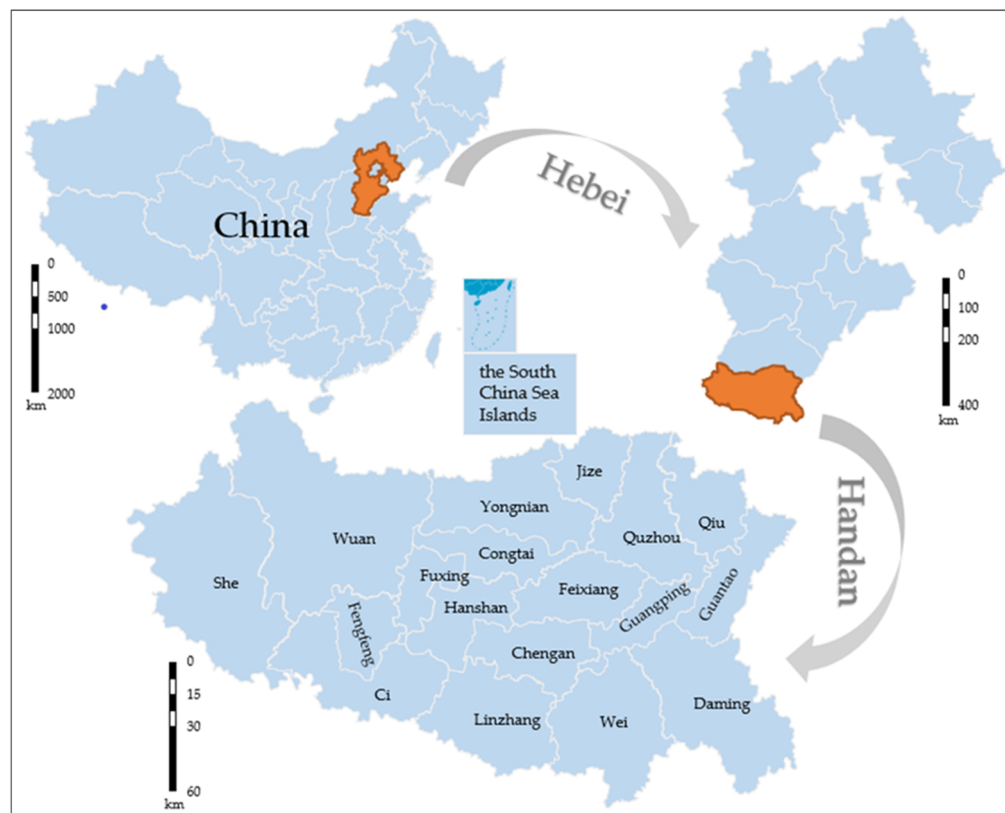 China
Hebei
0
500
1000
2000
km
the South
China Sea
Islands
0
100
200
400
km
Handan
Jize
Yongnian
Qiu
Wuan
Quzhou
Congtai
She
Fuxing
Feixiang
Guantao
Hanshan
Guangping
Fengfeng
Chengan
Ci
Daming
Linzhang
Wei
0
15
30
60
km